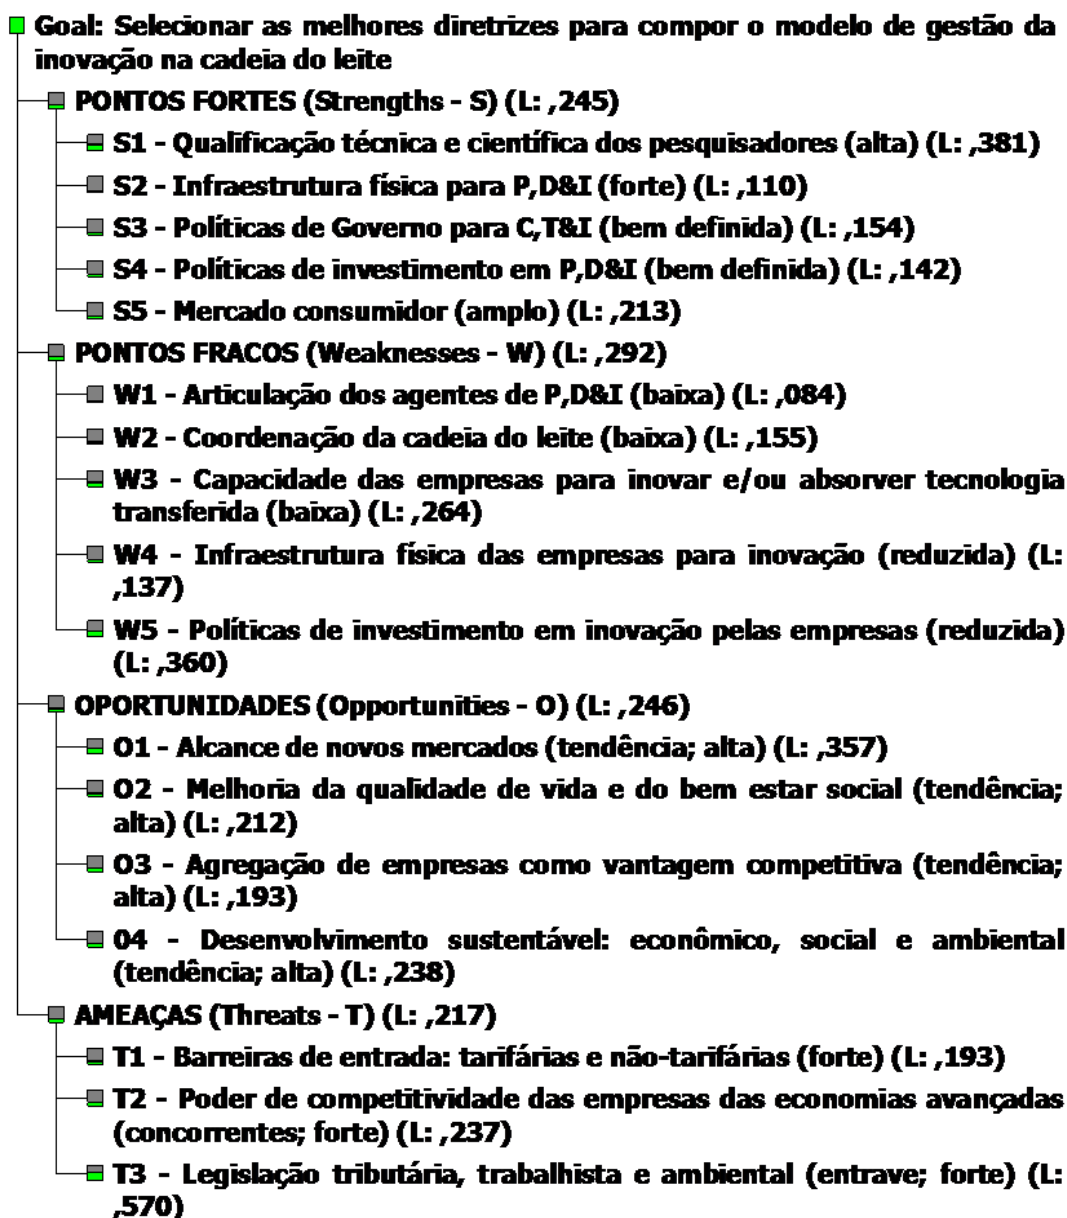 Goal: Selecionar as melhores diretrizes para compor o modelo de gestão da
inovação na cadeia do leite
PONTOS FORTES (Strengths - S) (L: ,245)
S1 - Qualificação técnica e científica dos pesquisadores (alta) (L: ,381)
S2 - Infraestrutura física para P,D&I (forte) (L: ,110)
S3 - Políticas de Governo para C,T&I (bem definida) (L: ,154)
S4 - Políticas de investimento em P,D&I (bem definida) (L: ,142)
S5 - Mercado consumidor (amplo) (L: ,213)
PONTOS FRACOS (Weaknesses - W) (L: ,292)
W1 - Articulação dos agentes de P,D&I (baixa) (L: ,084)
W2 - Coordenação da cadeia do leite (baixa) (L: ,155)
W3 - Capacidade das empresas para inovar e/ou absorver tecnologia
transferida (baixa) (L: ,264)
W4 - Infraestrutura física das empresas para inovação (reduzida) (L:
,137)
W5 - Políticas de investimento em inovação pelas empresas (reduzida)
(L: ,360)
OPORTUNIDADES (Opportunities - O) (L: ,246)
O1 - Alcance de novos mercados (tendência; alta) (L: ,357)
O2 - Melhoria da qualidade de vida e do bem estar social (tendência;
alta) (L: ,212)
O3 - Agregação de empresas como vantagem competitiva (tendência;
alta) (L: ,193)
04 - Desenvolvimento sustentável: econômico, social e ambiental
(tendência; alta) (L: ,238)
AMEAÇAS (Threats - T) (L: ,217)
T1 - Barreiras de entrada: tarifárias e não-tarifárias (forte) (L: ,193)
T2 - Poder de competitividade das empresas das economias avançadas
(concorrentes; forte) (L: ,237)
T3 - Legislação tributária, trabalhista e ambiental (entrave; forte) (L:
,570)